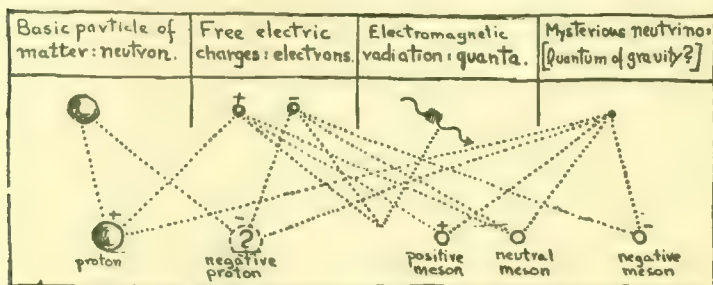 Basic particle of
matter: neutron.
Free electric
charges: electrons.
Electromagnetic
radiation: quanta.
Mysterious neutrino:
[Quantum of gravity?]
+
-
+
-
?
+
-
proton
negative
proton
positive
meson
neutral
meson
negative
meson